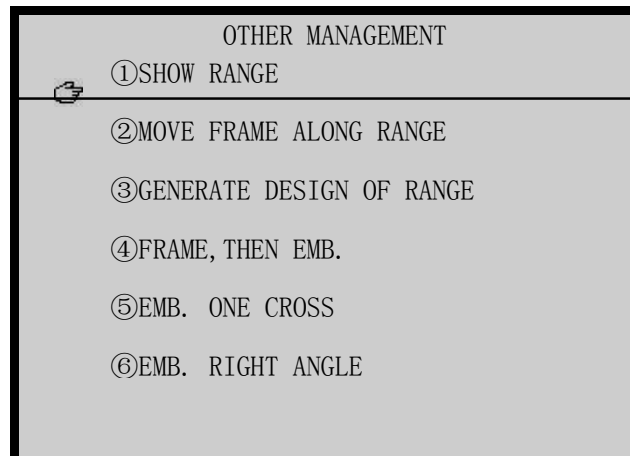 OTHER MANAGEMENT
①SHOW RANGE
②MOVE FRAME ALONG RANGE
③GENERATE DESIGN OF RANGE
④FRAME, THEN EMB.
⑤EMB. ONE CROSS
⑥EMB. RIGHT ANGLE